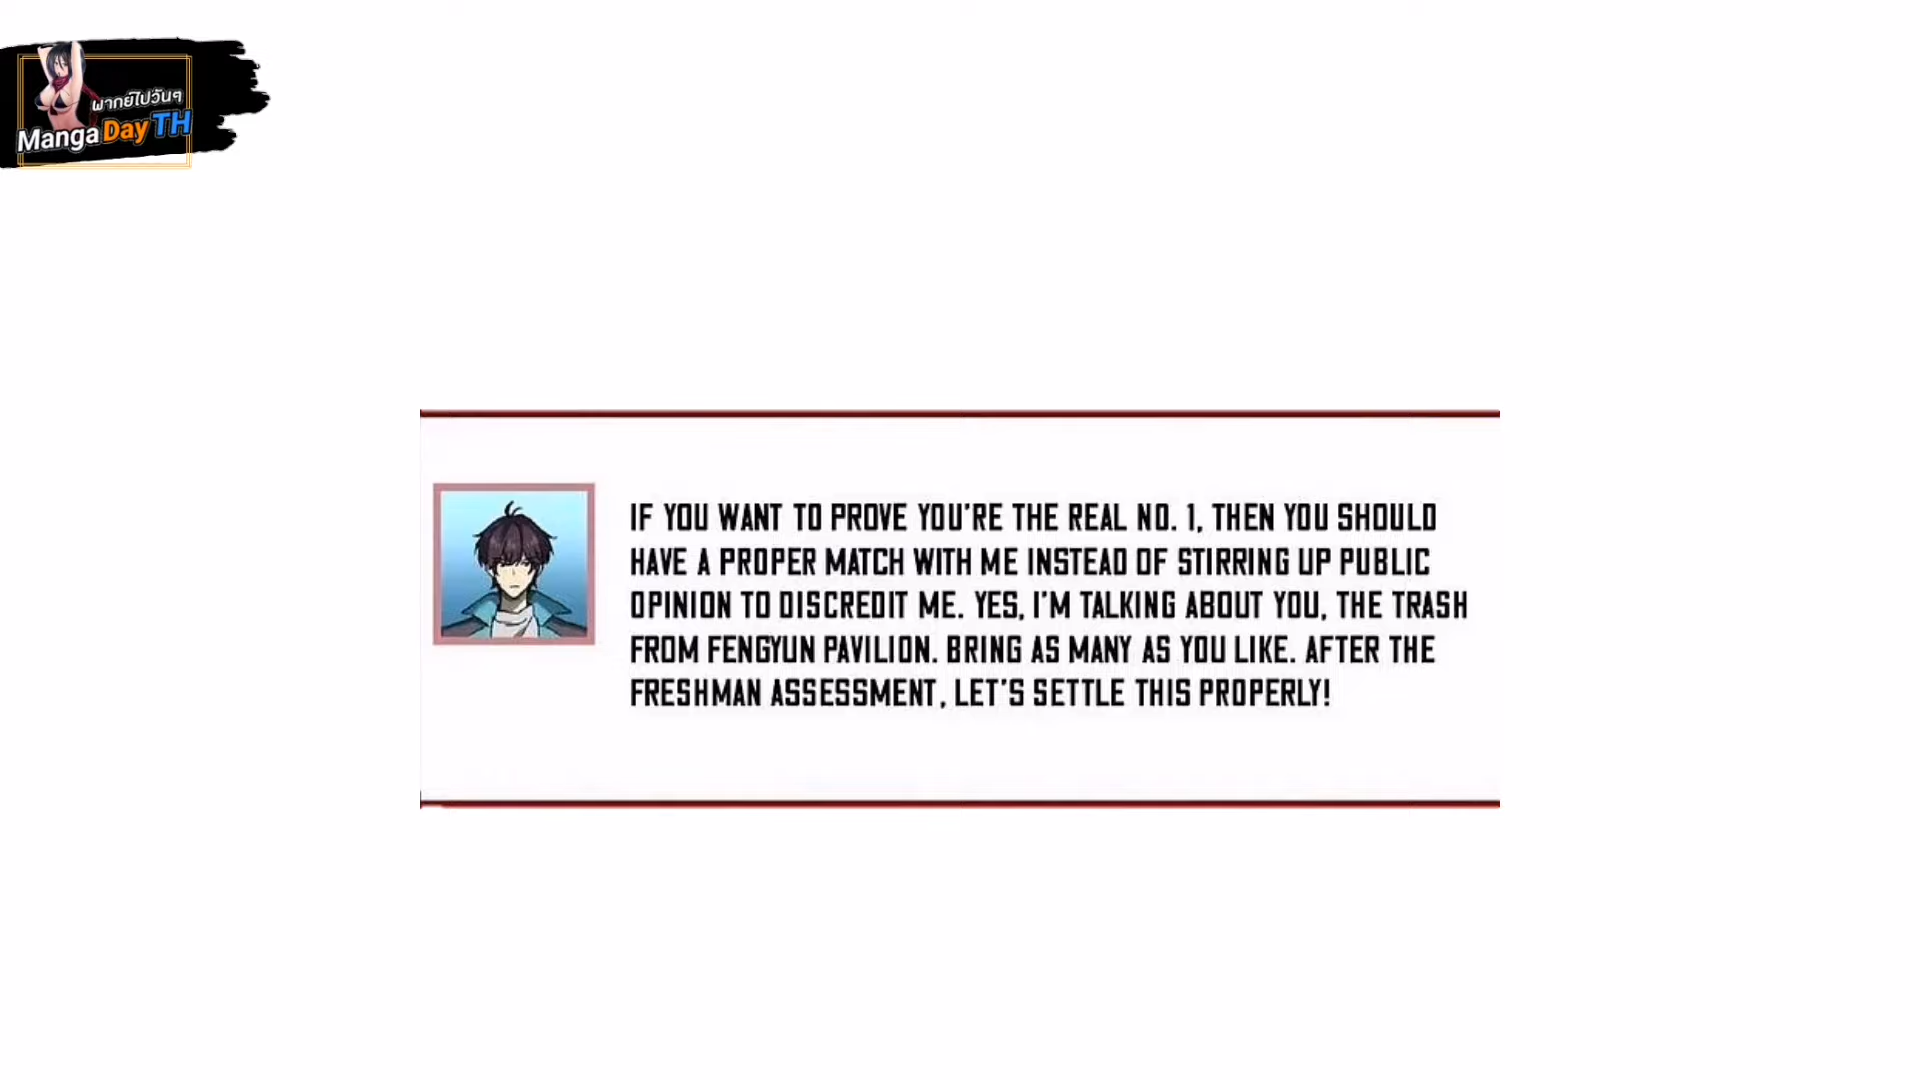 พากย์ไปวันๆ
Manga Day TH
IF YOU WANT TO PROVE YOU'RE THE REAL NO. 1, THEN YOU SHOULD
HAVE A PROPER MATCH WITH ME INSTEAD OF STIRRING UP PUBLIC
OPINION TO DISCREDIT ME. YES, I'M TALKING ABOUT YOU, THE TRASH
FROM FENGYUN PAVILION. BRING AS MANY AS YOU LIKE. AFTER THE
FRESHMAN ASSESSMENT, LET'S SETTLE THIS PROPERLY!